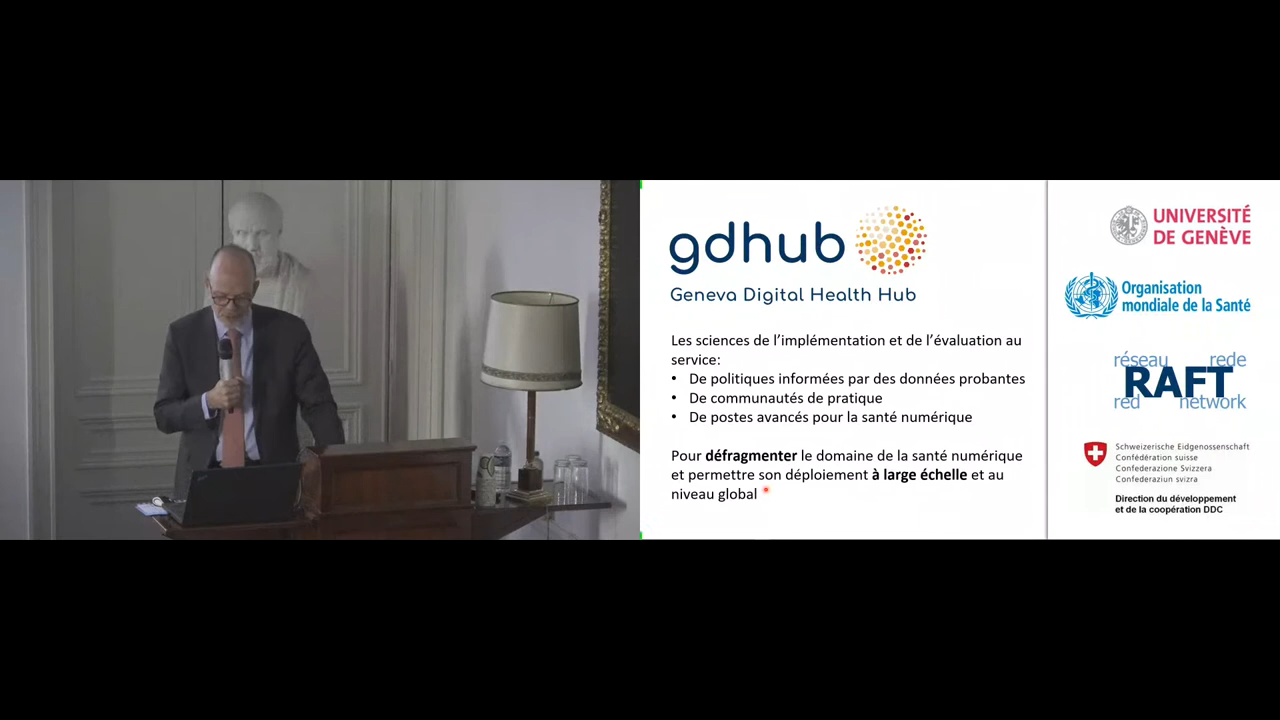 gdhub
Geneva Digital Health Hub
Les sciences de l'implémentation et de l'évaluation au
service:
• De politiques informées par des données probantes
• De communautés de pratique
• De postes avancés pour la santé numérique
Pour défragmenter le domaine de la santé numérique
et permettre son déploiement à large échelle et au
niveau global
UNIVERSITÉ
DE GENÈVE
Organisation
mondiale de la Santé
réseau rede
RAFT
red network
Schweizerische Eidgenossenschaft
Confédération suisse
Confederazione Svizzera
Confederaziun svizra
Direction du développement
et de la coopération DDC